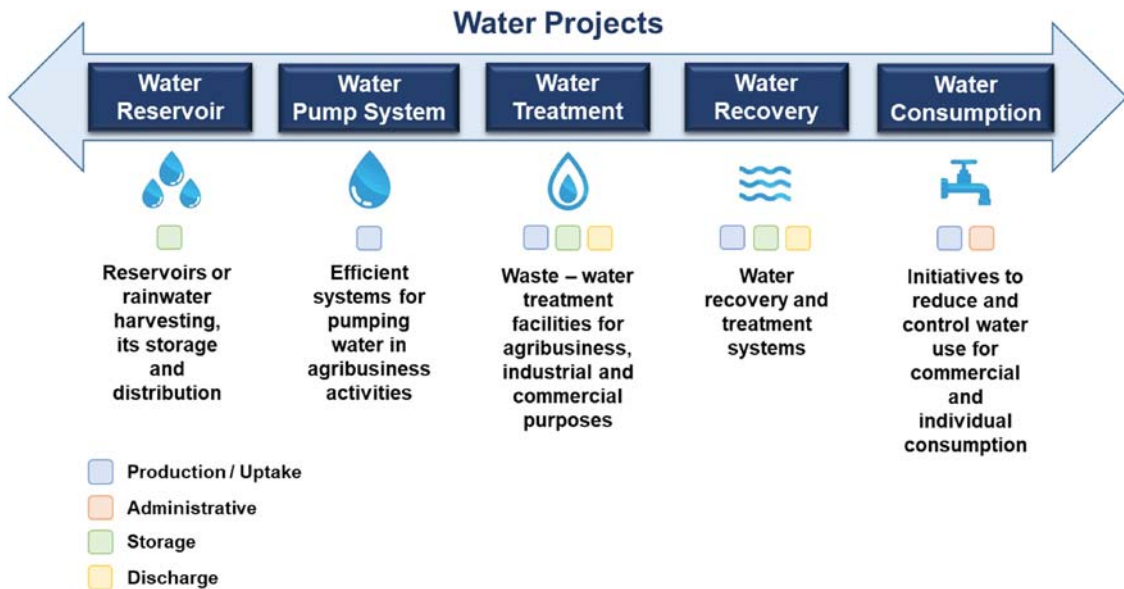 Water Projects
Water
Reservoir
Water
Pump System
Water
Treatment
Water
Recovery
Water
Consumption
Reservoirs or
rainwater
harvesting,
its storage
and
distribution
Efficient
systems for
pumping
water in
agribusiness
activities
Waste – water
treatment
facilities for
agribusiness,
industrial and
commercial
purposes
Water
recovery and
treatment
systems
Initiatives to
reduce and
control water
use for
commercial
and
individual
consumption
Production / Uptake
Administrative
Storage
Discharge